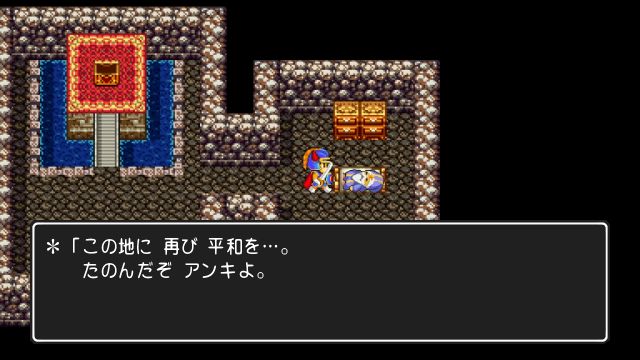 ＊「この地に 再び 平和を…。
たのんだぞ アンキよ。